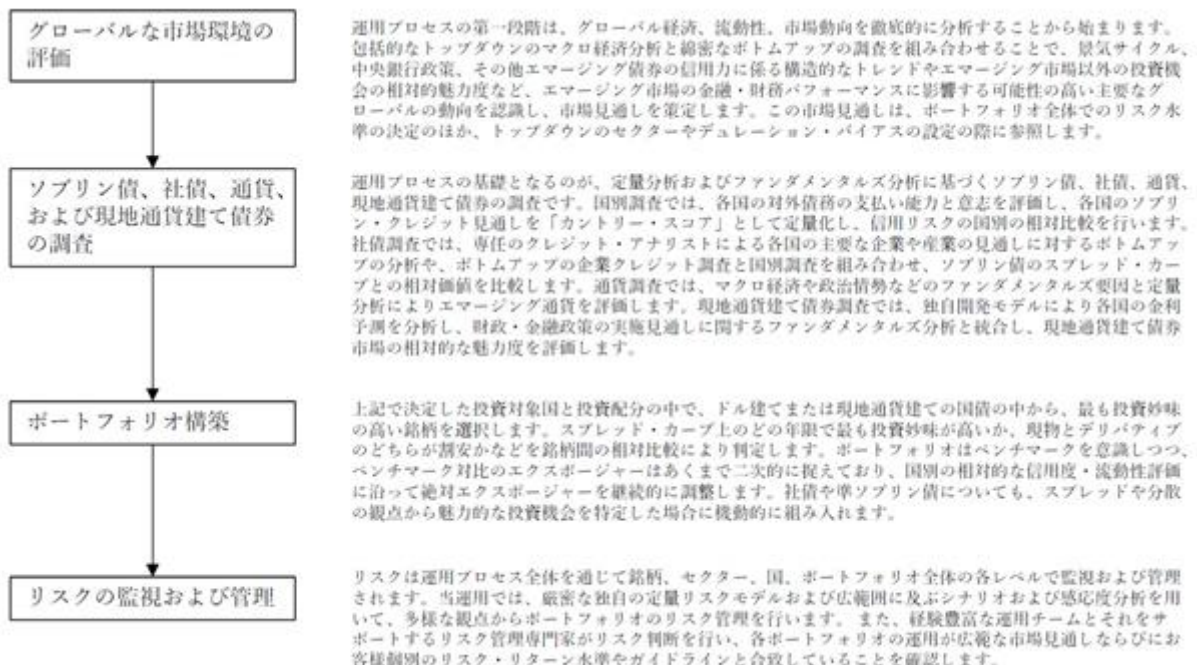 グローバルな市場環境の
評価
運用プロセスの第一段階は、グローバル経済、流動性、市場動向を徹底的に分析することから始まります。
包括的なトップダウンのマクロ経済分析と綿密なボトムアップの調査を組み合わせることで、景気サイクル、
中央銀行政策、その他エマージング債券の信用力に係る構造的なトレンドやエマージング市場以外の投資機
会の相対的魅力度など、エマージング市場の金融・財務パフォーマンスに影響する可能性の高い主要なグ
ローバルの動向を認識し、市場見通しを策定します。この市場見通しは、ポートフォリオ全体でのリスク水
準の決定のほか、トップダウンのセクターやデュレーション・バイアスの設定の際に参照します。
ソブリン債、社債、通貨、
および現地通貨建て債券
の調査
運用プロセスの基礎となるのが、定量分析およびファンダメンタルズ分析に基づくソブリン債、社債、通貨、
現地通貨建て債券の調査です。国別調査では、各国の対外債務の支払い能力と意志を評価し、各国のソブリ
ン・クレジット見通しを「カントリー・スコア」として定量化し、信用リスクの国別の相対比較を行います。
社債調査では、専任のクレジット・アナリストによる各国の主要な企業や産業の見通しに対するボトムアッ
プの分析や、ボトムアップの企業クレジット調査と国別調査を組み合わせ、ソブリン債のスプレッド・カー
ブとの相対価値を比較します。通貨調査では、マクロ経済や政治情勢などのファンダメンタルズ要因と定量
分析によりエマージング通貨を評価します。現地通貨建て債券調査では、独自開発モデルにより各国の金利
予測を分析し、財政・金融政策の実施見通しに関するファンダメンタルズ分析と統合し、現地通貨建て債券
市場の相対的な魅力度を評価します。
ポートフォリオ構築
上記で決定した投資対象国と投資配分の中で、ドル建てまたは現地通貨建ての国債の中から、最も投資妙味
の高い銘柄を選択します。スプレッド・カーブ上のどの年限で最も投資妙味が高いか、現物とデリバティブ
のどちらが割安かなどを銘柄間の相対比較により判定します。ポートフォリオはベンチマークを意識しつつ、
ベンチマーク対比のエクスポージャーはあくまで二次的に捉えており、国別の相対的な信用度・流動性評価
に沿って絶対エクスポージャーを継続的に調整します。社債や準ソブリン債についても、スプレッドや分散
の観点から魅力的な投資機会を特定した場合に機動的に組み入れます。
リスクの監視および管理
リスクは運用プロセス全体を通じて銘柄、セクター、国、ポートフォリオ全体の各レベルで監視および管理
されます。当運用では、厳密な独自の定量リスクモデルおよび広範囲に及ぶシナリオおよび感応度分析を用
いて、多様な観点からポートフォリオのリスク管理を行います。 また、経験豊富な運用チームとそれをサ
ポートするリスク管理専門家がリスク判断を行い、各ポートフォリオの運用が広範な市場見通しならびにお
客様個別のリスク・リターン水準やガイドラインと合致していることを確認します。